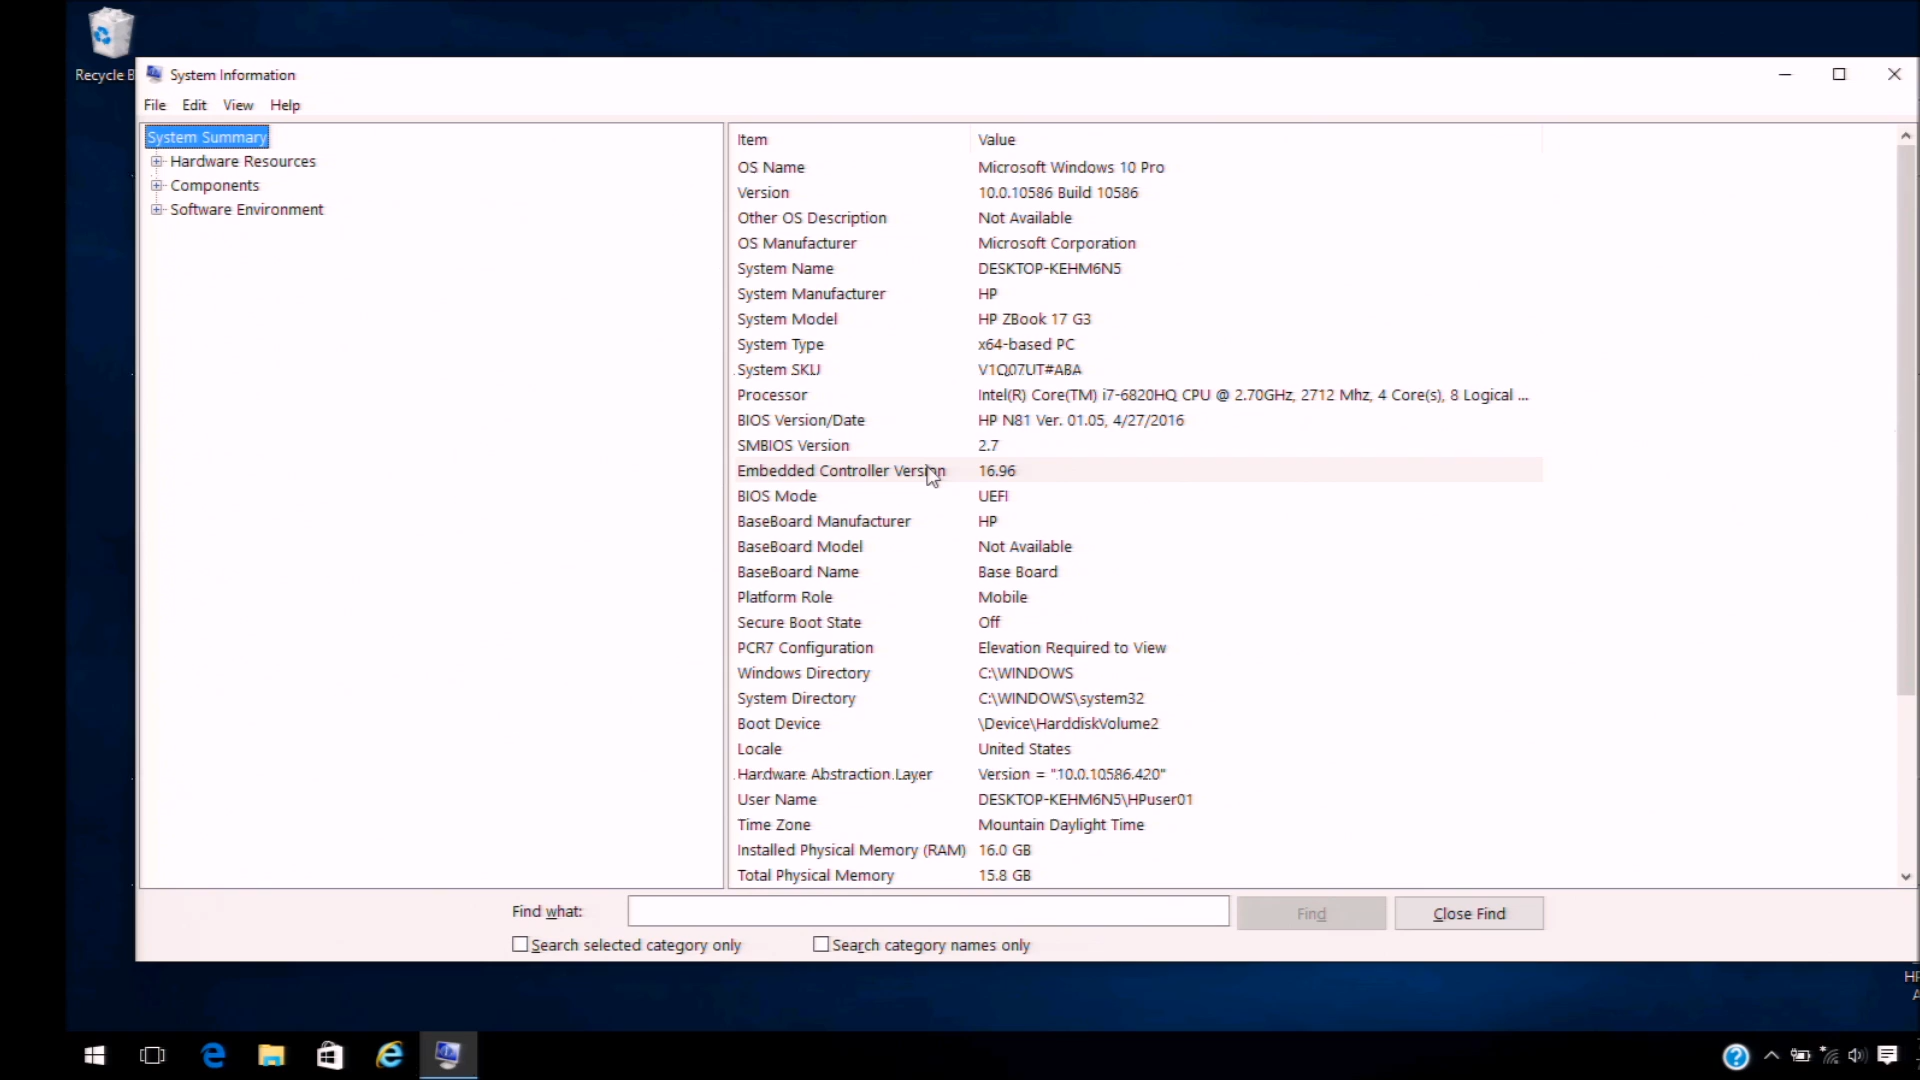 Recycle B
System Information
File Edit View Help
System Summary
Hardware Resources
Components
Software Environment
Item Value
OS Name Microsoft Windows 10 Pro
Version 10.0.10586 Build 10586
Other OS Description Not Available
OS Manufacturer Microsoft Corporation
System Name DESKTOP-KEHM6N5
System Manufacturer HP
System Model HP ZBook 17 G3
System Type x64-based PC
System SKU V1Q07UT#ABA
Processor Intel(R) Core(TM) i7-6820HQ CPU @ 2.70GHz, 2712 Mhz, 4 Core(s), 8 Logical ...
BIOS Version/Date HP N81 Ver. 01.05, 4/27/2016
SMBIOS Version 2.7
Embedded Controller Version 16.96
BIOS Mode UEFI
BaseBoard Manufacturer HP
BaseBoard Model Not Available
BaseBoard Name Base Board
Platform Role Mobile
Secure Boot State Off
PCR7 Configuration Elevation Required to View
Windows Directory C:\WINDOWS
System Directory C:\WINDOWS\system32
Boot Device \Device\HarddiskVolume2
Locale United States
Hardware Abstraction Layer Version = "10.0.10586.420"
User Name DESKTOP-KEHM6N5\HPuser01
Time Zone Mountain Daylight Time
Installed Physical Memory (RAM) 16.0 GB
Total Physical Memory 15.8 GB
Find what: Find Close Find
Search selected category only Search category names only